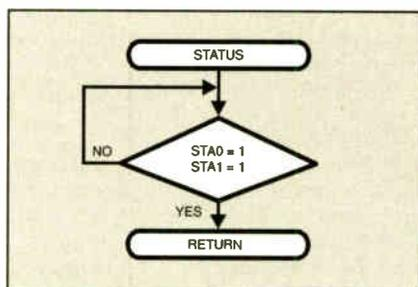 STATUS
STA0 = 1
STA1 = 1
NO
YES
RETURN